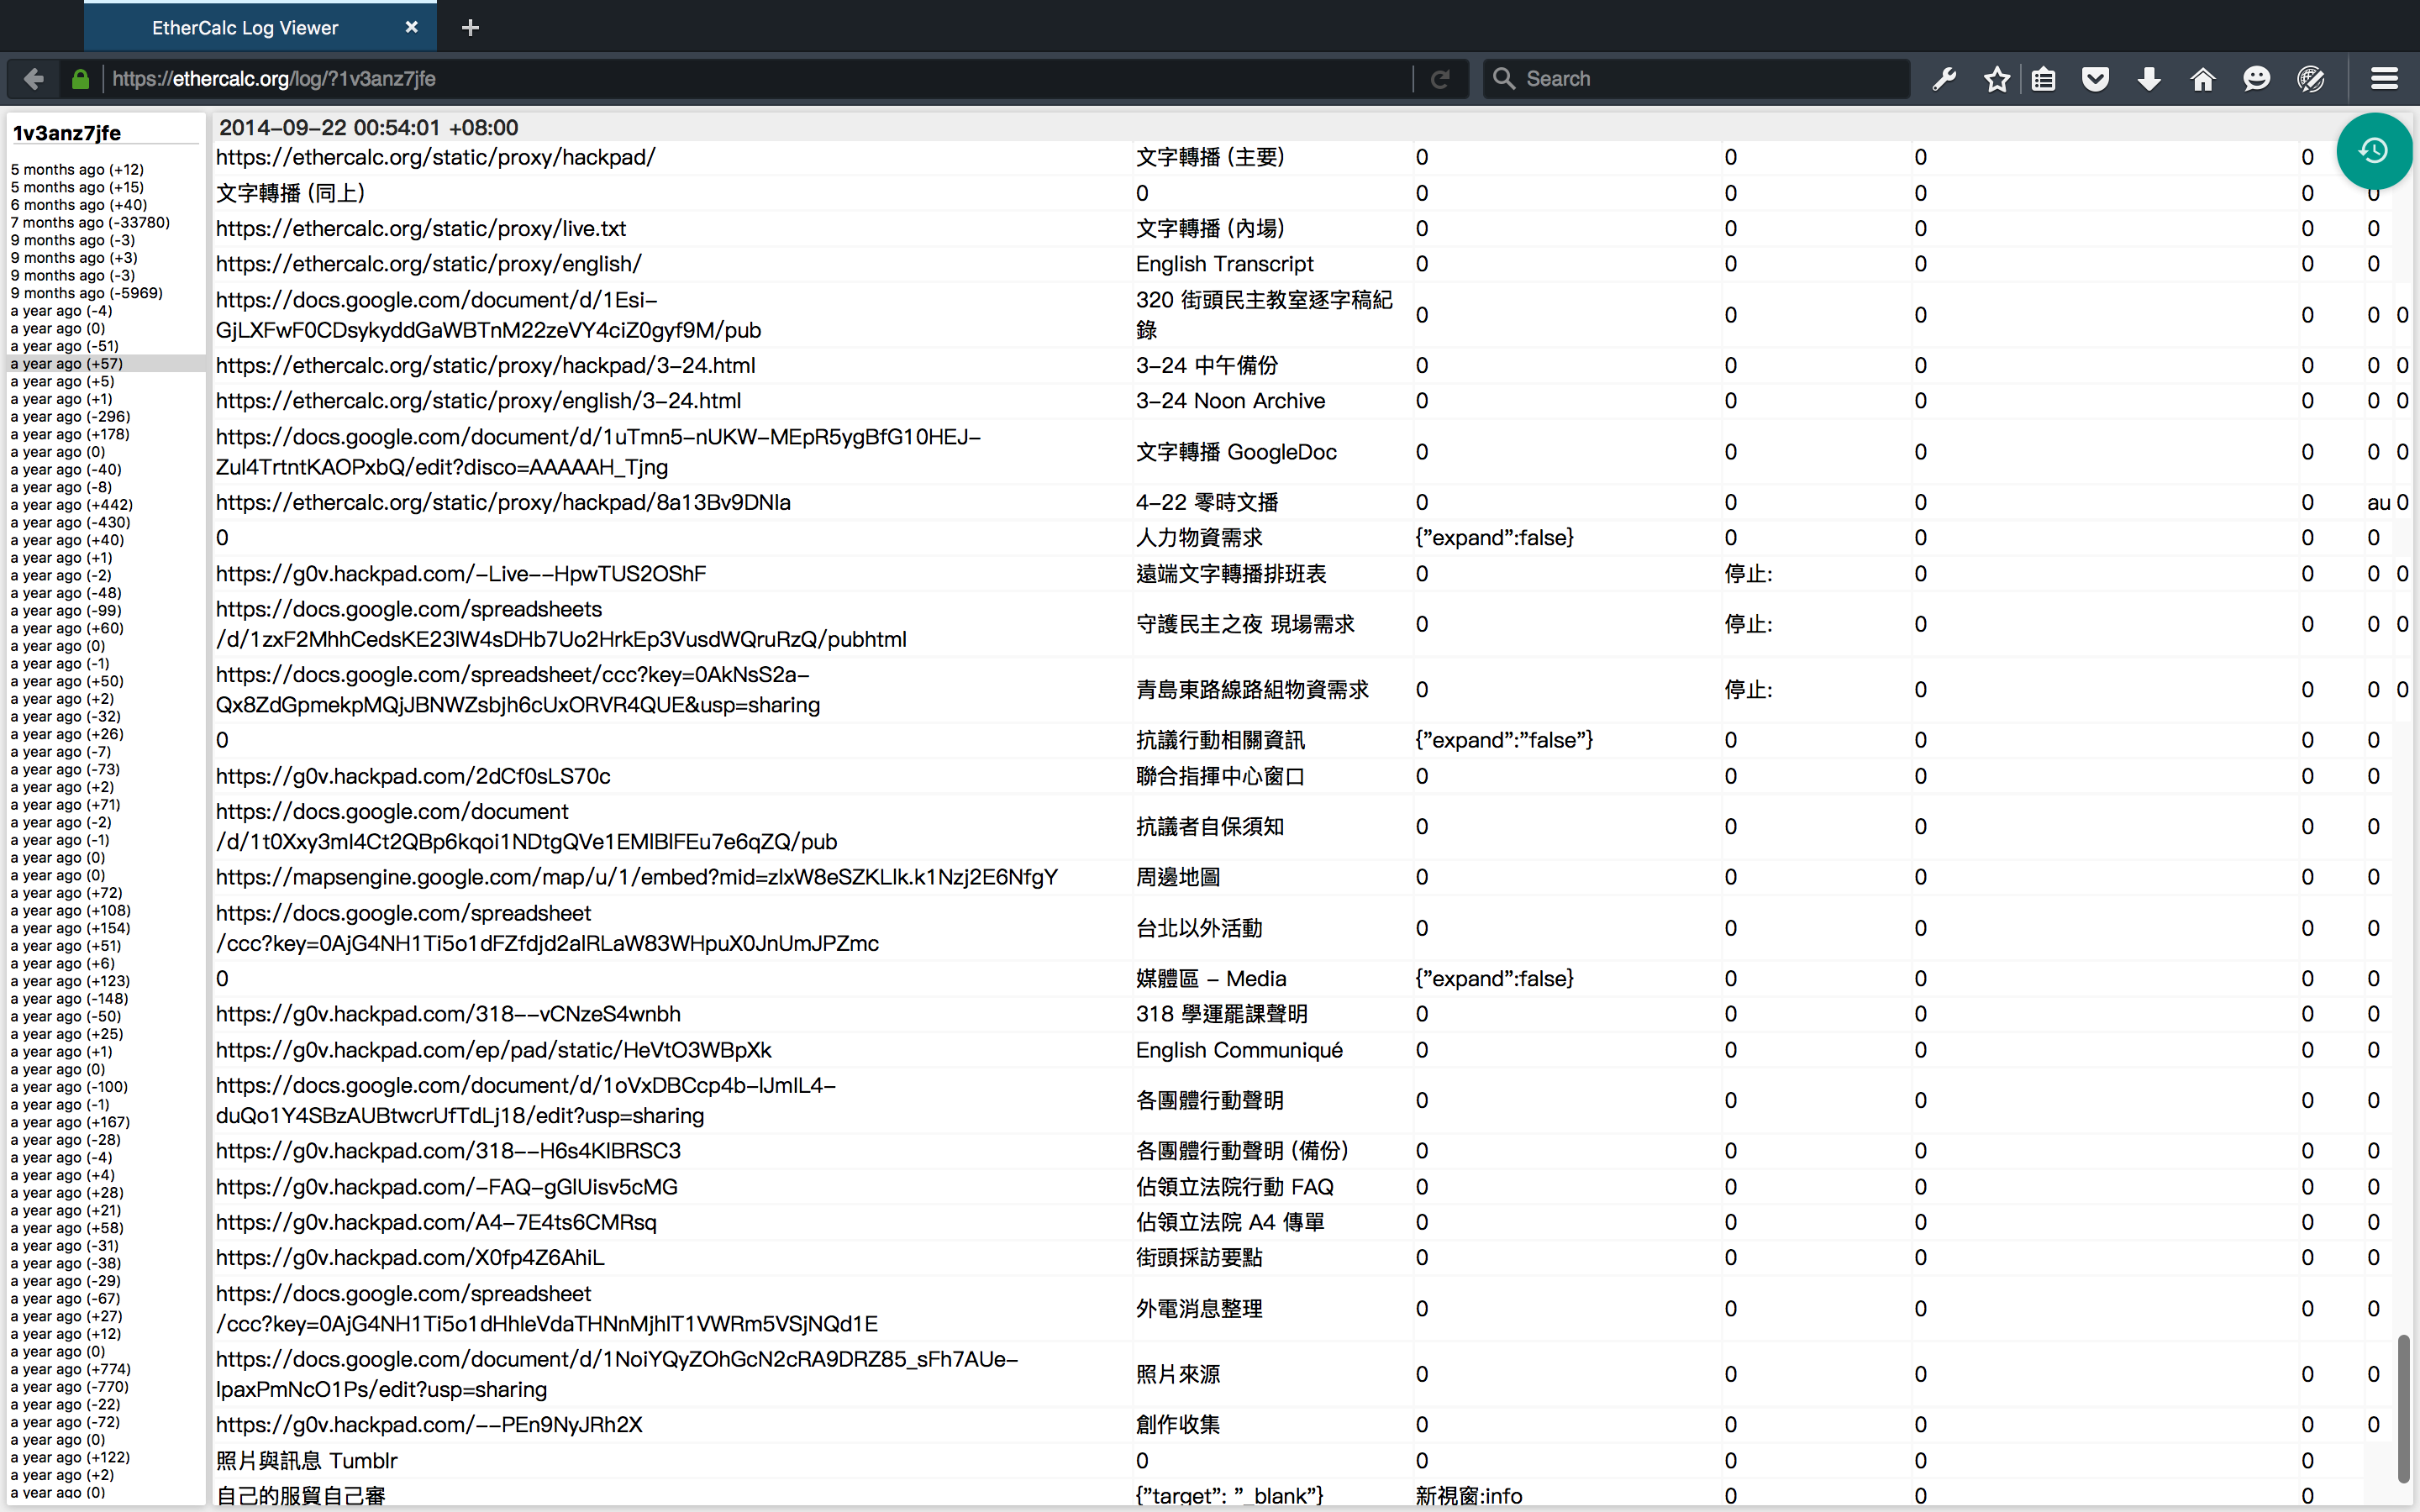 EtherCalc Log Viewer
https://ethercalc.org/log/?1v3anz7jfe
Search
1v3anz7jfe
5 months ago (+12)
5 months ago (+15)
6 months ago (+40)
7 months ago (-33780)
9 months ago (-3)
9 months ago (+3)
9 months ago (-3)
9 months ago (-5969)
a year ago (-4)
a year ago (0)
a year ago (-51)
a year ago (+57)
a year ago (+5)
a year ago (+1)
a year ago (-296)
a year ago (+178)
a year ago (0)
a year ago (-40)
a year ago (-8)
a year ago (+442)
a year ago (-430)
a year ago (+40)
a year ago (+1)
a year ago (-2)
a year ago (-48)
a year ago (-99)
a year ago (+60)
a year ago (0)
a year ago (-1)
a year ago (+50)
a year ago (+2)
a year ago (-32)
a year ago (+26)
a year ago (-7)
a year ago (-73)
a year ago (+2)
a year ago (+71)
a year ago (-2)
a year ago (-1)
a year ago (0)
a year ago (0)
a year ago (+72)
a year ago (+108)
a year ago (+154)
a year ago (+51)
a year ago (+6)
a year ago (+123)
a year ago (-148)
a year ago (-50)
a year ago (+25)
a year ago (+1)
a year ago (0)
a year ago (-100)
a year ago (-1)
a year ago (+167)
a year ago (-28)
a year ago (-4)
a year ago (+4)
a year ago (+28)
a year ago (+21)
a year ago (+58)
a year ago (-31)
a year ago (-38)
a year ago (-29)
a year ago (-67)
a year ago (+27)
a year ago (+12)
a year ago (0)
a year ago (+774)
a year ago (-770)
a year ago (-22)
a year ago (-72)
a year ago (0)
a year ago (+122)
a year ago (+2)
a year ago (0)
2014-09-22 00:54:01 +08:00
https://ethercalc.org/static/proxy/hackpad/ 文字轉播 (主要) 0 0 0 0
文字轉播 (同上) 0 0 0 0 0 0
https://ethercalc.org/static/proxy/live.txt 文字轉播 (內場) 0 0 0 0 0
https://ethercalc.org/static/proxy/english/ English Transcript 0 0 0 0 0
https://docs.google.com/document/d/1Esi-
GjLXFwF0CDsykyddGaWBTnM22zeVY4ciZ0gyf9M/pub 320 街頭民主教室逐字稿紀
錄 0 0 0 0 0 0
https://ethercalc.org/static/proxy/hackpad/3-24.html 3-24 中午備份 0 0 0 0 0 0
https://ethercalc.org/static/proxy/english/3-24.html 3-24 Noon Archive 0 0 0 0 0 0
https://docs.google.com/document/d/1uTmn5-nUKW-MEpR5ygBfG10HEJ-
Zul4TrtntKAOPxbQ/edit?disco=AAAAAH_Tjng 文字轉播 GoogleDoc 0 0 0 0 0 0
https://ethercalc.org/static/proxy/hackpad/8a13Bv9DNla 4-22 零時文播 0 0 0 0 au 0
0 人力物資需求 {"expand":false} 0 0 0 0
https://g0v.hackpad.com/-Live--HpwTUS2OShF 遠端文字轉播排班表 0 停止: 0 0 0 0
https://docs.google.com/spreadsheets
/d/1zxF2MhhCedsKE23IW4sDHb7Uo2HrkEp3VusdWQruRzQ/pubhtml 守護民主之夜 現場需求 0 停止: 0 0 0 0
https://docs.google.com/spreadsheet/ccc?key=0AkNsS2a-
Qx8ZdGpmekpMQjJBNWZsbjh6cUxORVR4QUE&usp=sharing 青島東路線路組物資需求 0 停止: 0 0 0 0
0 抗議行動相關資訊 {"expand":"false"} 0 0 0 0
https://g0v.hackpad.com/2dCf0sLS70c 聯合指揮中心窗口 0 0 0 0 0
https://docs.google.com/document
/d/1t0Xxy3mI4Ct2QBp6kqoi1NDtgQVe1EMlBlFEu7e6qZQ/pub 抗議者自保須知 0 0 0 0 0
https://mapsengine.google.com/map/u/1/embed?mid=zIxW8eSZKLlk.k1Nzj2E6NfgY 周邊地圖 0 0 0 0 0
https://docs.google.com/spreadsheet
/ccc?key=0AjG4NH1Ti5o1dFZfdjd2alRLaW83WHpuX0JnUmJPZmc 台北以外活動 0 0 0 0 0
0 媒體區 - Media {"expand":false} 0 0 0 0
https://g0v.hackpad.com/318--vCNzeS4wnbh 318 學運罷課聲明 0 0 0 0 0
https://g0v.hackpad.com/ep/pad/static/HeVtO3WBpXk English Communiqué 0 0 0 0 0
https://docs.google.com/document/d/1oVxDBCcp4b-IJmIL4-
duQo1Y4SBzAUBtwcrUfTdLj18/edit?usp=sharing 各團體行動聲明 0 0 0 0 0
https://g0v.hackpad.com/318--H6s4KlBRSC3 各團體行動聲明 (備份) 0 0 0 0 0
https://g0v.hackpad.com/-FAQ-gGlUisv5cMG 佔領立法院行動 FAQ 0 0 0 0 0
https://g0v.hackpad.com/A4-7E4ts6CMRsq 佔領立法院 A4 傳單 0 0 0 0 0
https://g0v.hackpad.com/X0fp4Z6AhiL 街頭採訪要點 0 0 0 0 0
https://docs.google.com/spreadsheet
/ccc?key=0AjG4NH1Ti5o1dHhleVdaTHNnMjhlT1VWRm5VSjNQd1E 外電消息整理 0 0 0 0 0
https://docs.google.com/document/d/1NoiYQyZOhGcN2cRA9DRZ85_sFh7AUe-
lpaxPmNcO1Ps/edit?usp=sharing 照片來源 0 0 0 0 0
https://g0v.hackpad.com/--PEn9NyJRh2X 創作收集 0 0 0 0 0
照片與訊息 Tumblr 0 0 0 0 0
自己的服貿自己審 {"target": "_blank"} 新視窗:info 0 0 0